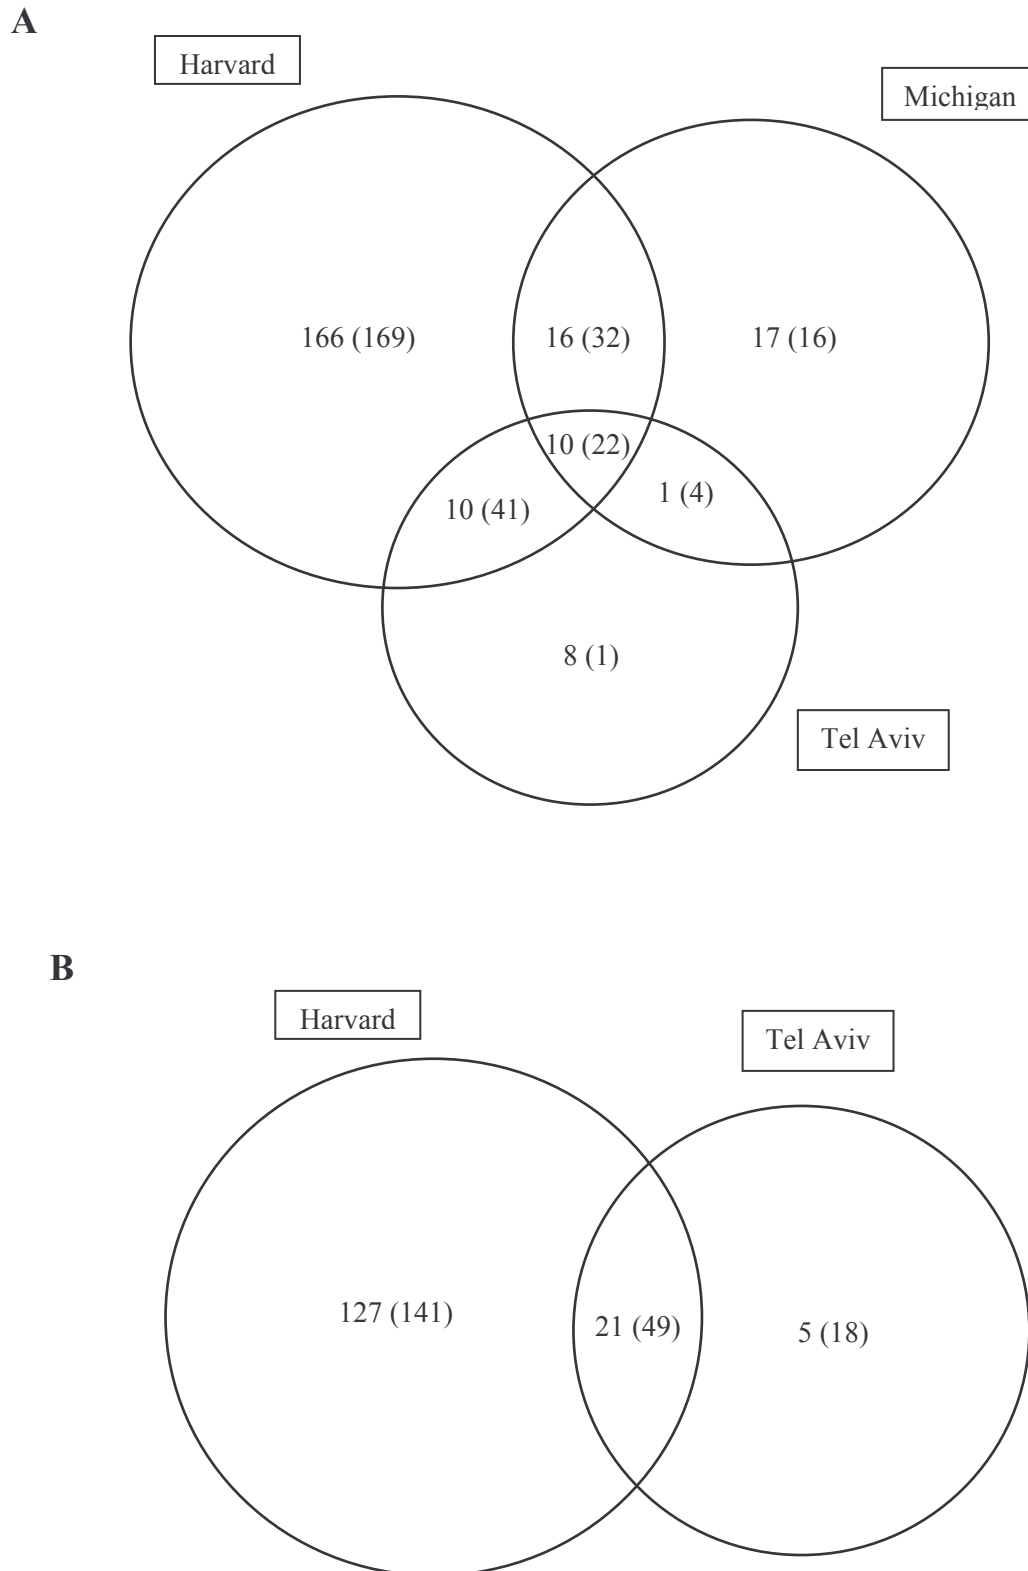 A
Harvard
Michigan
166 (169)
16 (32)
17 (16)
10 (22)
10 (41)
1 (4)
8 (1)
Tel Aviv
B
Harvard
Tel Aviv
127 (141)
21 (49)
5 (18)